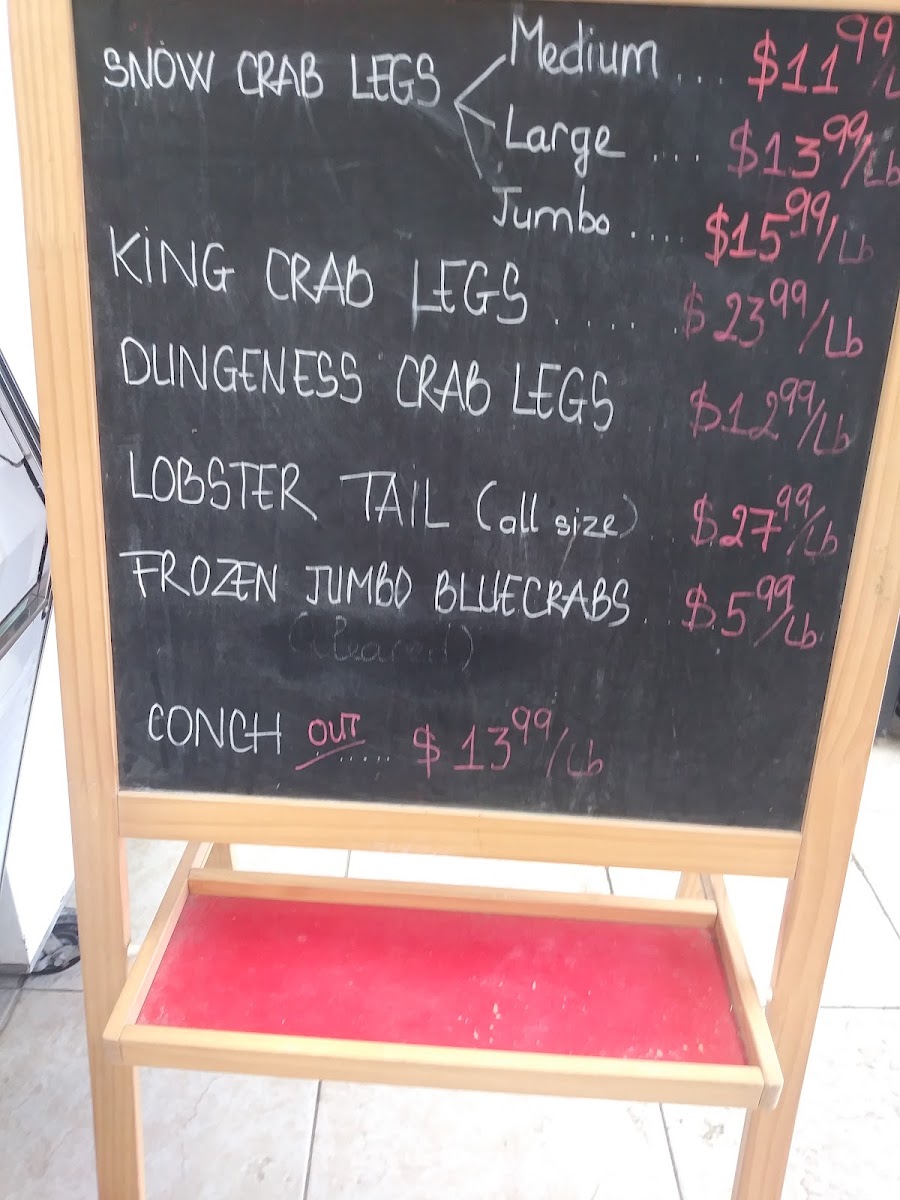 SNOW CRAB LEGS Medium .... $11.99/L
Large .... $13.99/Lb
Jumbo .... $15.99/Lb
KING CRAB LEGS ..... $23.99/Lb
DUNGENESS CRAB LEGS $12.99/Lb
LOBSTER TAIL (all size) $27.99/Lb
FROZEN JUMBO BLUECRABS ... $5.99/Lb
CONCH OUT ...... $13.99/Lb